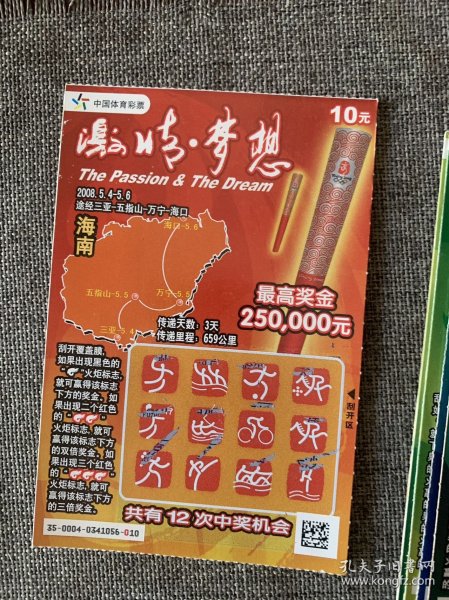 中国体育彩票
10元
激情·梦想
The Passion & The Dream
2008.5.4-5.6
途经三亚-五指山-万宁-海口
海南
海口-5.6
五指山-5.5
万宁-5.5
三亚-5.4
传递天数：3天
传递里程：659公里
最高奖金
250,000元
刮开覆盖膜，
如果出现黑色的
“ ”火炬标志，
就可赢得该标志
下方的奖金。如
果出现二个红色
的“ ”
火炬标志，就可
赢得该标志下方
的双倍奖金。如
果出现三个红色
的“ ”
火炬标志，就可
赢得该标志下方
的三倍奖金。
刮开区
共有12次中奖机会
35-0004-0341056-010
孔夫子旧书网
www.kongfz.com